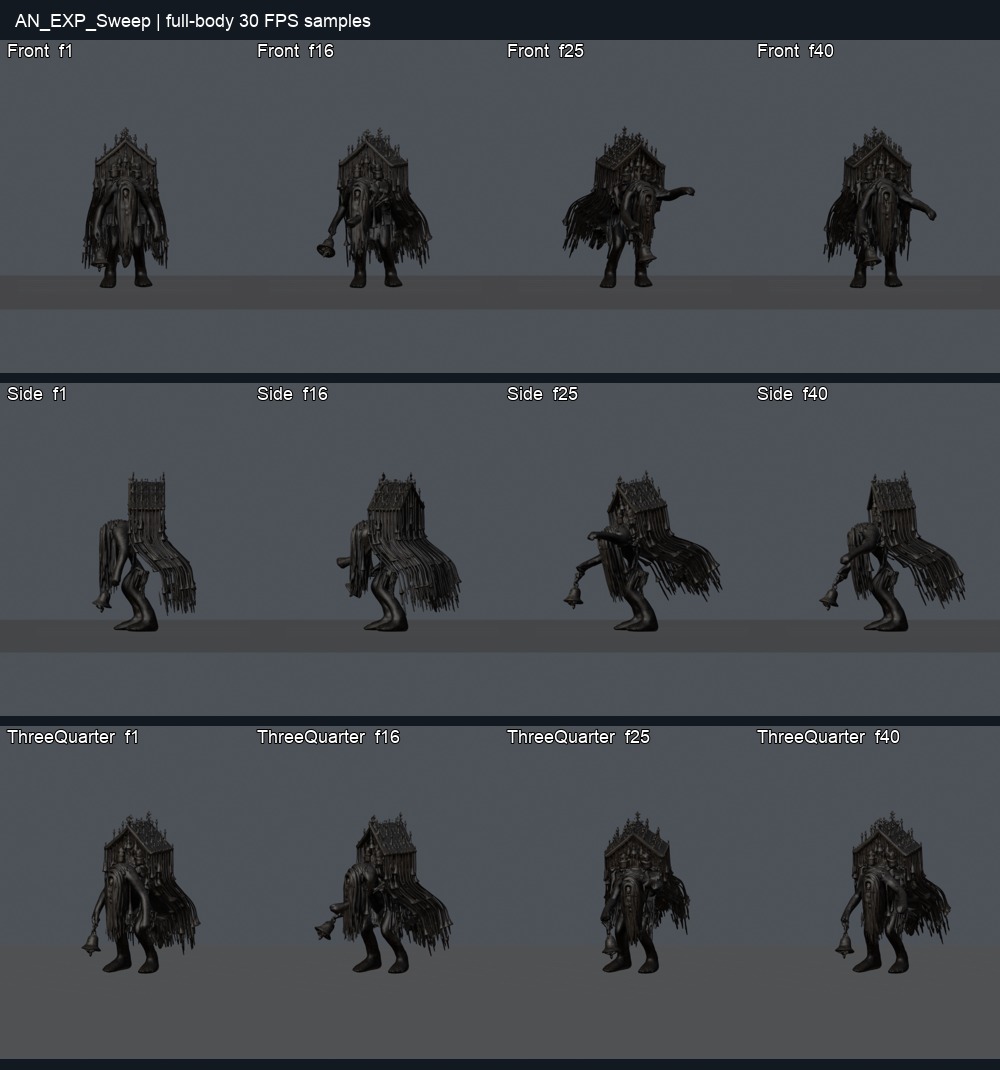 AN_EXP_Sweep | full-body 30 FPS samples
Front f1
Front f16
Front f25
Front f40
Side f1
Side f16
Side f25
Side f40
ThreeQuarter f1
ThreeQuarter f16
ThreeQuarter f25
ThreeQuarter f40